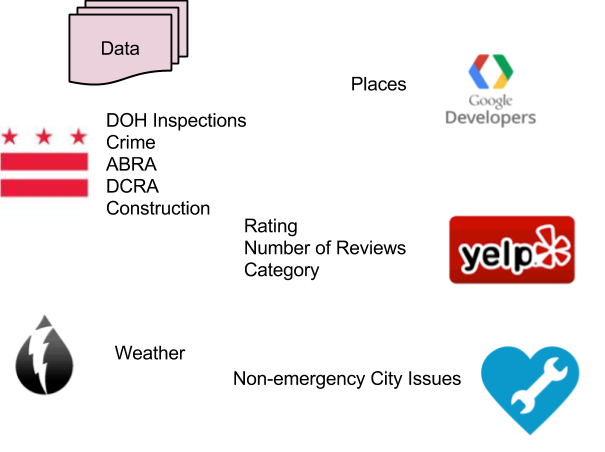 Data
Places
Google
Developers
DOH Inspections
Crime
ABRA
DCRA
Construction
Rating
Number of Reviews
Category
yelp
Weather
Non-emergency City Issues